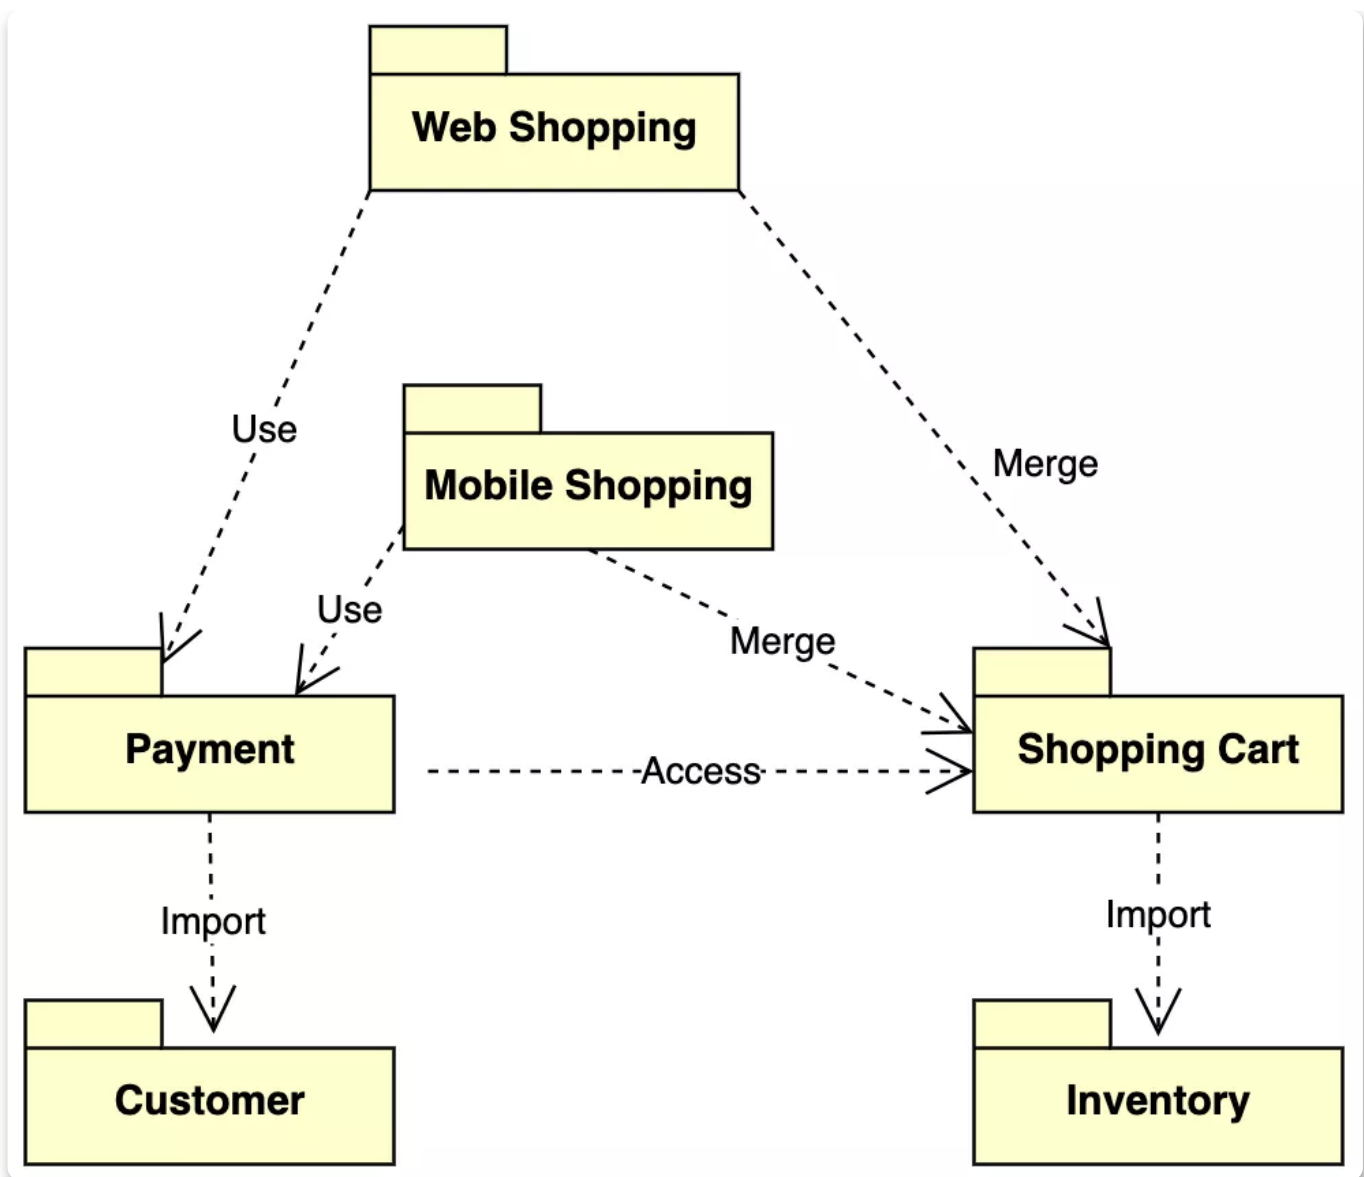 Web Shopping
Use
Merge
Mobile Shopping
Use
Merge
Payment
Access
Shopping Cart
Import
Import
Customer
Inventory